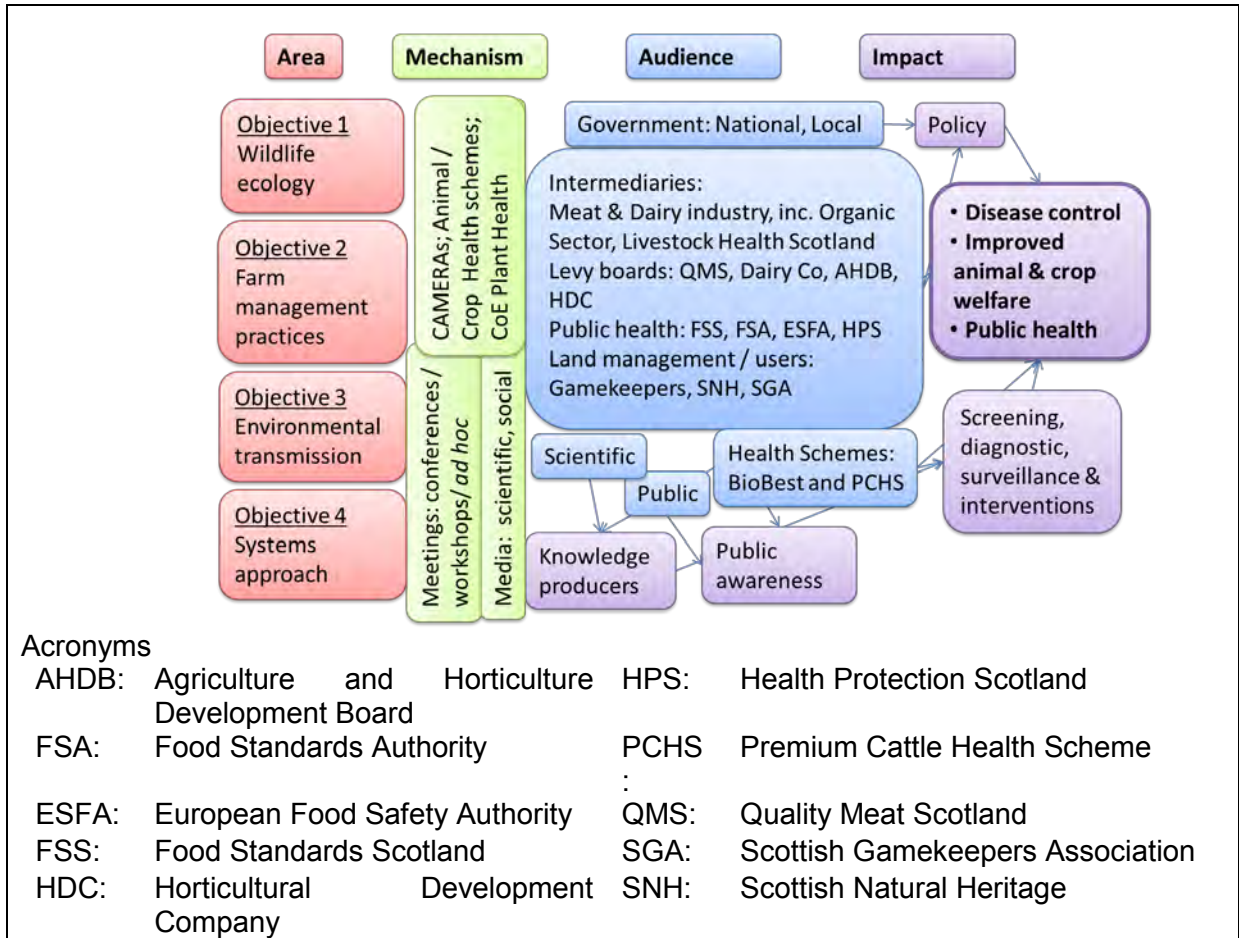 Area
Mechanism
Audience
Impact
Objective 1
Wildlife
ecology
Objective 2
Farm
management
practices
Objective 3
Environmental
transmission
Objective 4
Systems
approach
CAMERAs; Animal /
Crop Health schemes;
CoE Plant Health
Meetings: conferences/
workshops/ ad hoc
Media: scientific, social
Government: National, Local
Intermediaries:
Meat & Dairy industry, inc. Organic
Sector, Livestock Health Scotland
Levy boards: QMS, Dairy Co, AHDB,
HDC
Public health: FSS, FSA, ESFA, HPS
Land management / users:
Gamekeepers, SNH, SGA
Scientific
Public
Health Schemes:
BioBest and PCHS
Knowledge
producers
Public
awareness
Policy
• Disease control
• Improved
animal & crop
welfare
• Public health
Screening,
diagnostic,
surveillance &
interventions
Acronyms
AHDB: Agriculture and Horticulture
Development Board
HPS: Health Protection Scotland
FSA: Food Standards Authority
PCHS
:
Premium Cattle Health Scheme
ESFA: European Food Safety Authority
QMS: Quality Meat Scotland
FSS: Food Standards Scotland
SGA: Scottish Gamekeepers Association
HDC: Horticultural Development
Company
SNH: Scottish Natural Heritage